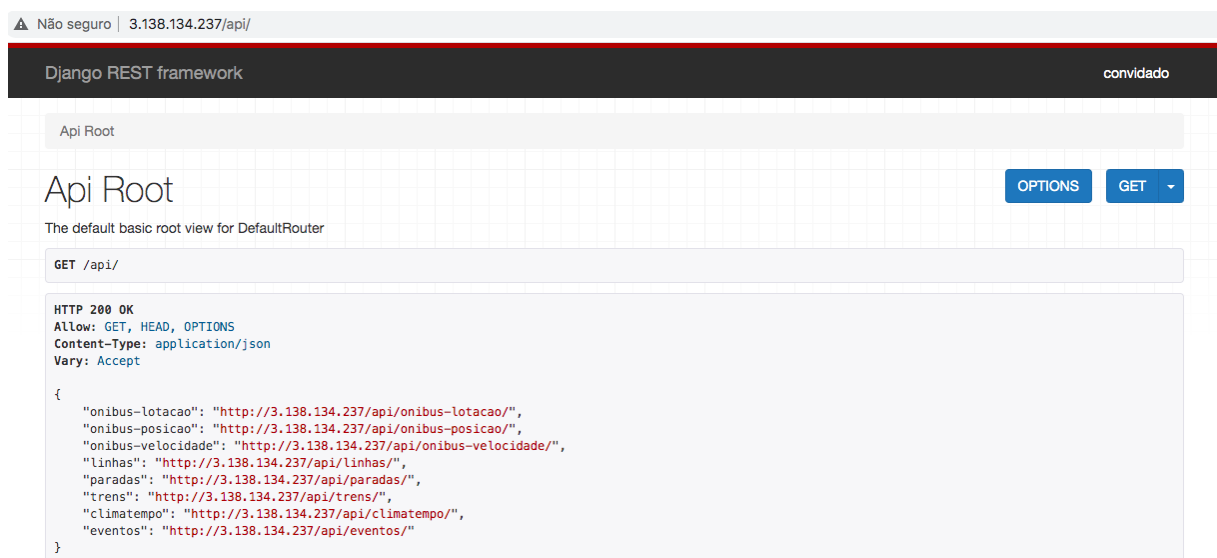 Não seguro | 3.138.134.237/api/
Django REST framework
convidado
Api Root
Api Root
OPTIONS
GET
The default basic root view for DefaultRouter
GET /api/
HTTP 200 OK
Allow: GET, HEAD, OPTIONS
Content-Type: application/json
Vary: Accept
{
    "onibus-lotacao": "http://3.138.134.237/api/onibus-lotacao/",
    "onibus-posicao": "http://3.138.134.237/api/onibus-posicao/",
    "onibus-velocidade": "http://3.138.134.237/api/onibus-velocidade/",
    "linhas": "http://3.138.134.237/api/linhas/",
    "paradas": "http://3.138.134.237/api/paradas/",
    "trens": "http://3.138.134.237/api/trens/",
    "climatempo": "http://3.138.134.237/api/climatempo/",
    "eventos": "http://3.138.134.237/api/eventos/"
}